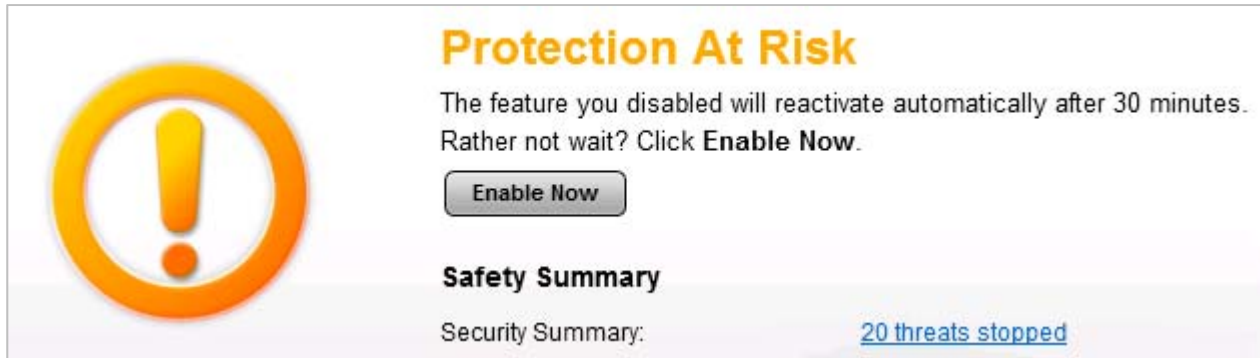 Protection At Risk
The feature you disabled will reactivate automatically after 30 minutes.
Rather not wait? Click Enable Now.
Enable Now
Safety Summary
Security Summary: 20 threats stopped